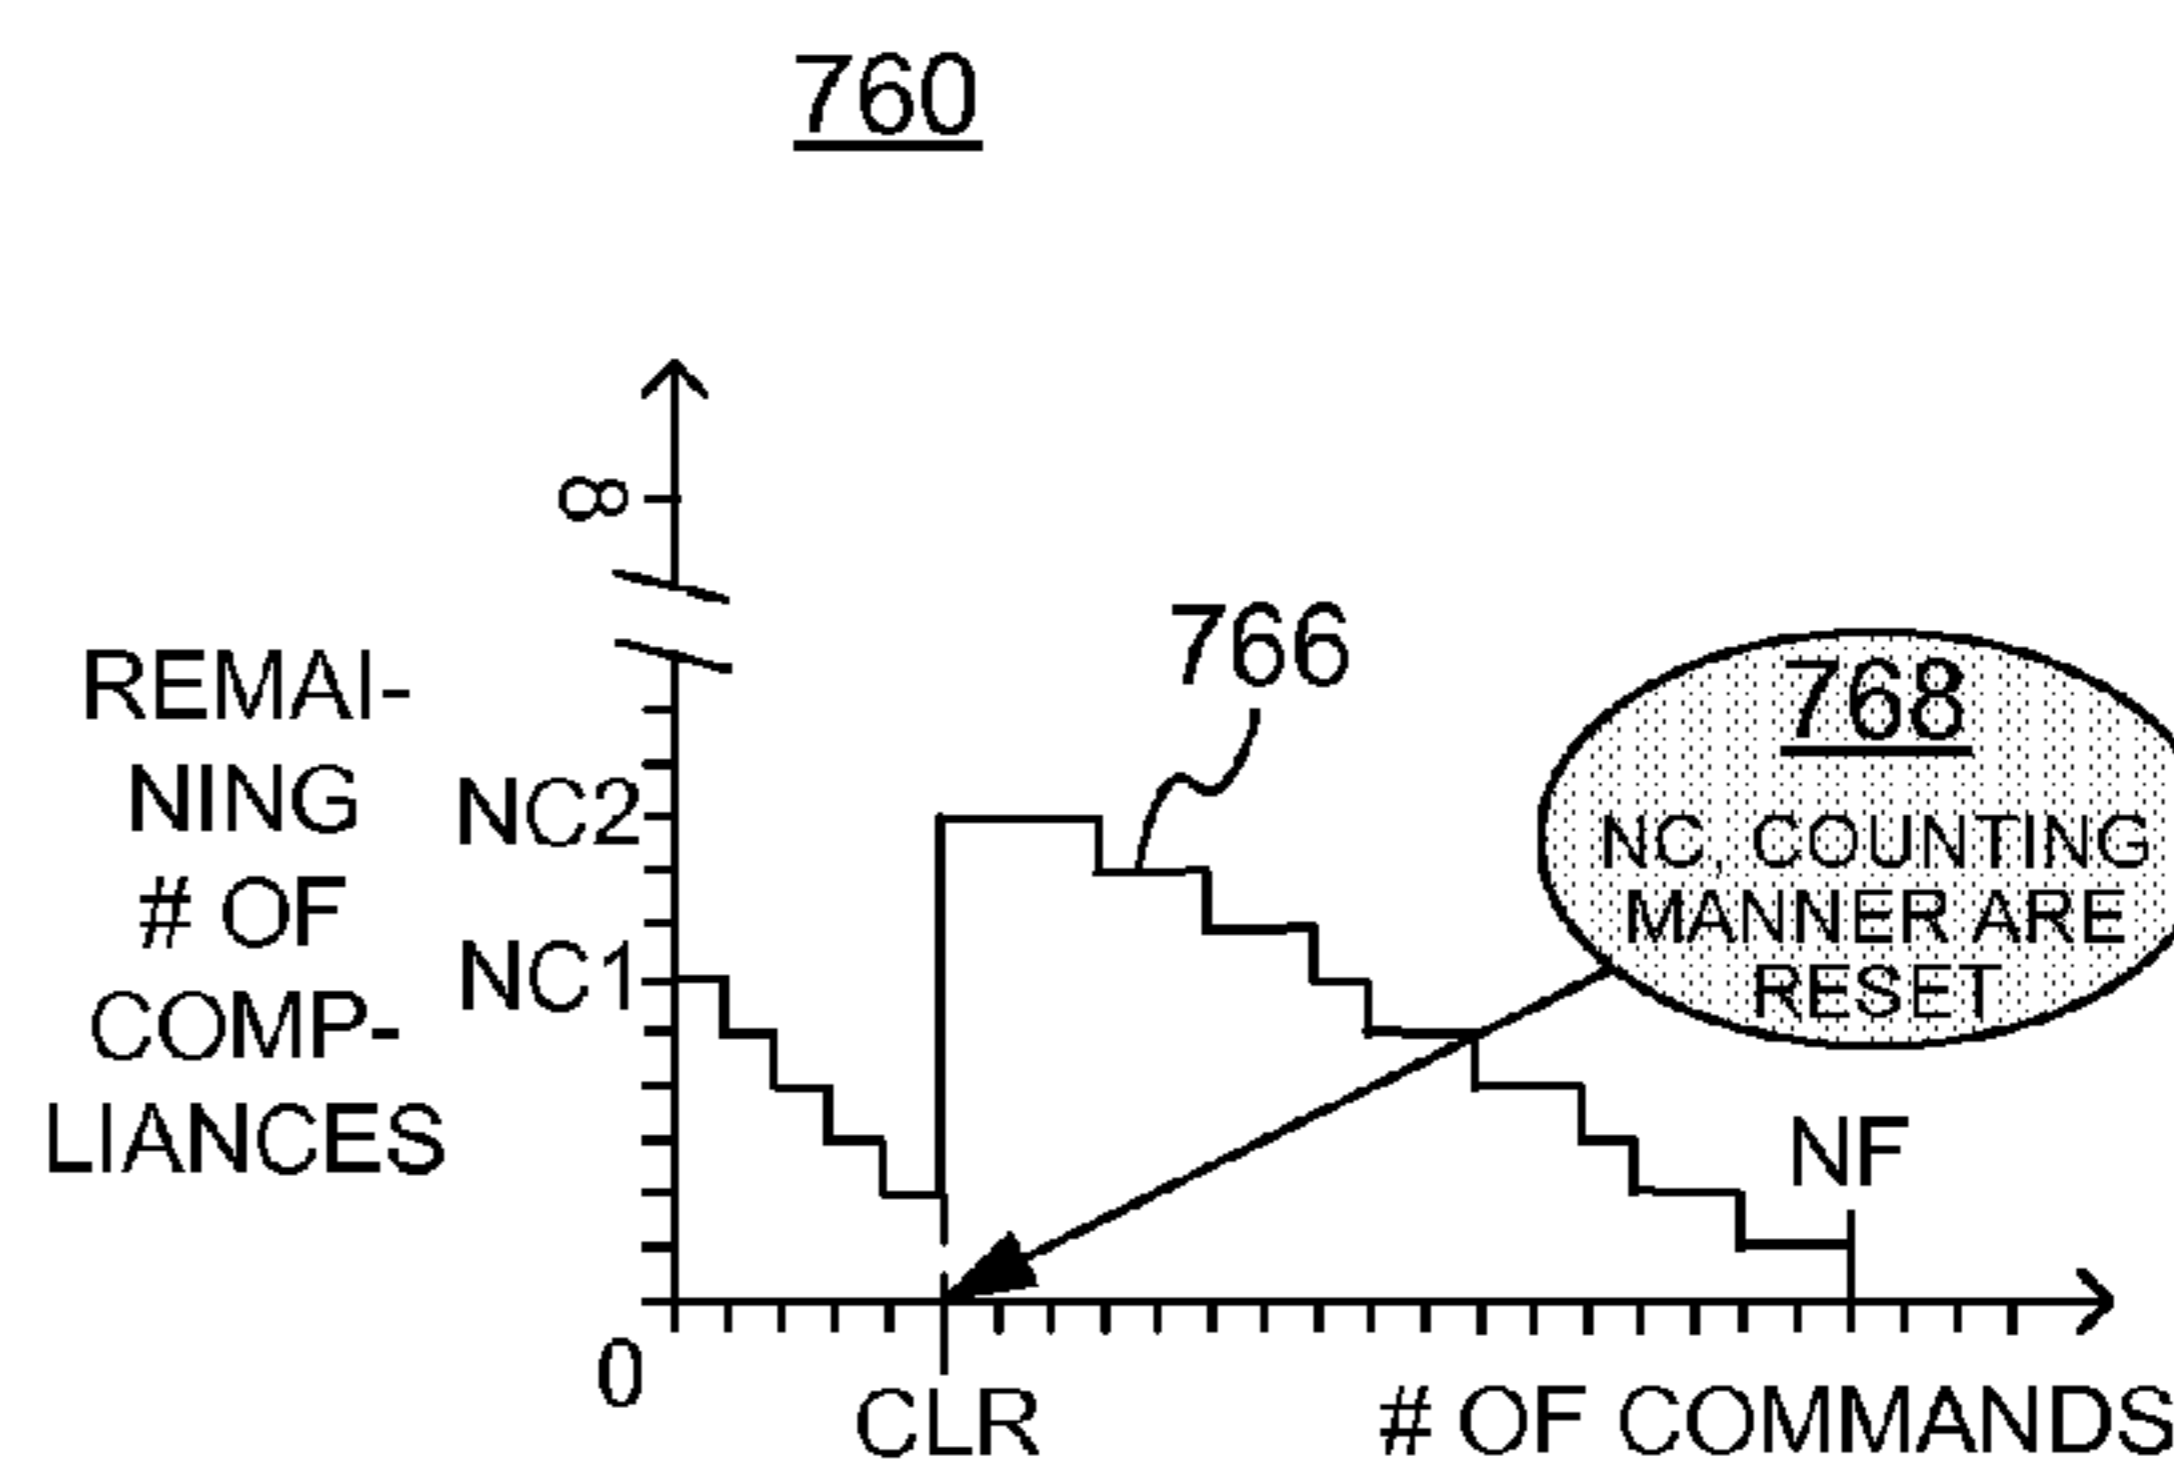 760
∞
766
REMAI-
NING
# OF
COMP-
LIANCES
NC2
NC1
768
NC, COUNTING
MANNER ARE
RESET
NF
0
CLR
# OF COMMANDS